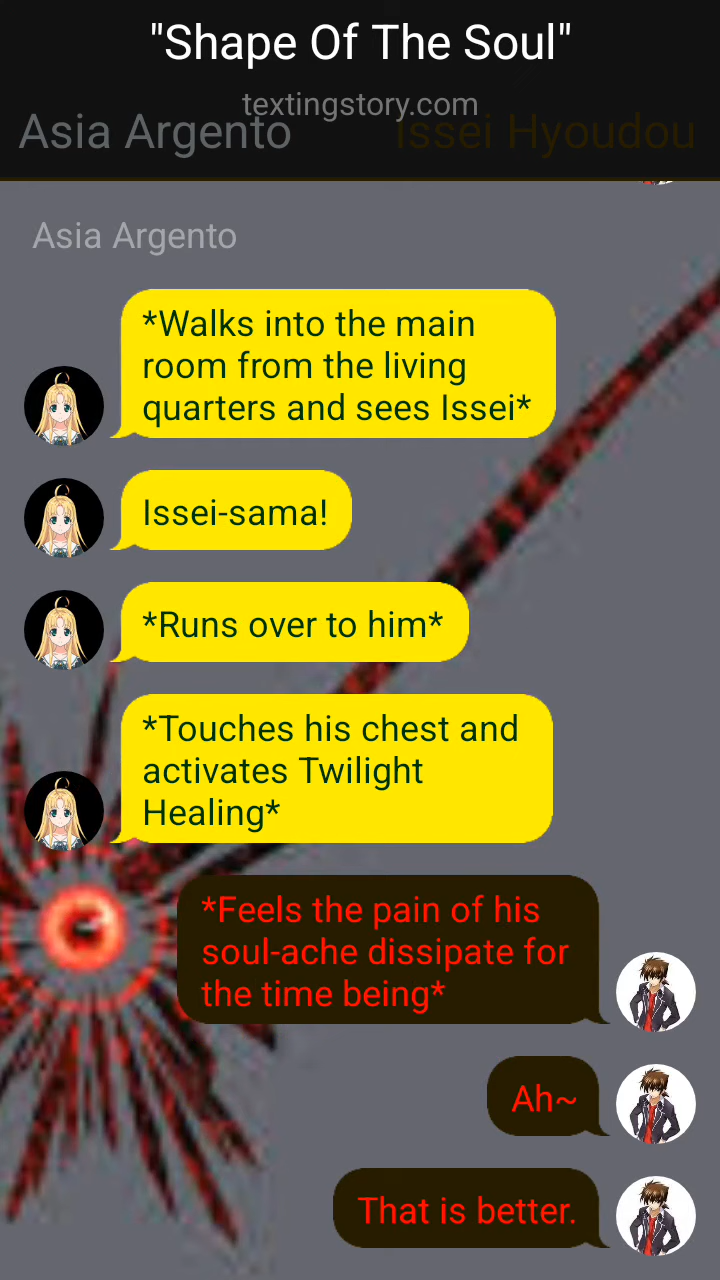 "Shape Of The Soul"
textingstory.com
Asia Argento
Issei Hyoudou
Asia Argento
*Walks into the main
room from the living
quarters and sees Issei*
Issei-sama!
*Runs over to him*
*Touches his chest and
activates Twilight
Healing*
*Feels the pain of his
soul-ache dissipate for
the time being*
Ah~
That is better.